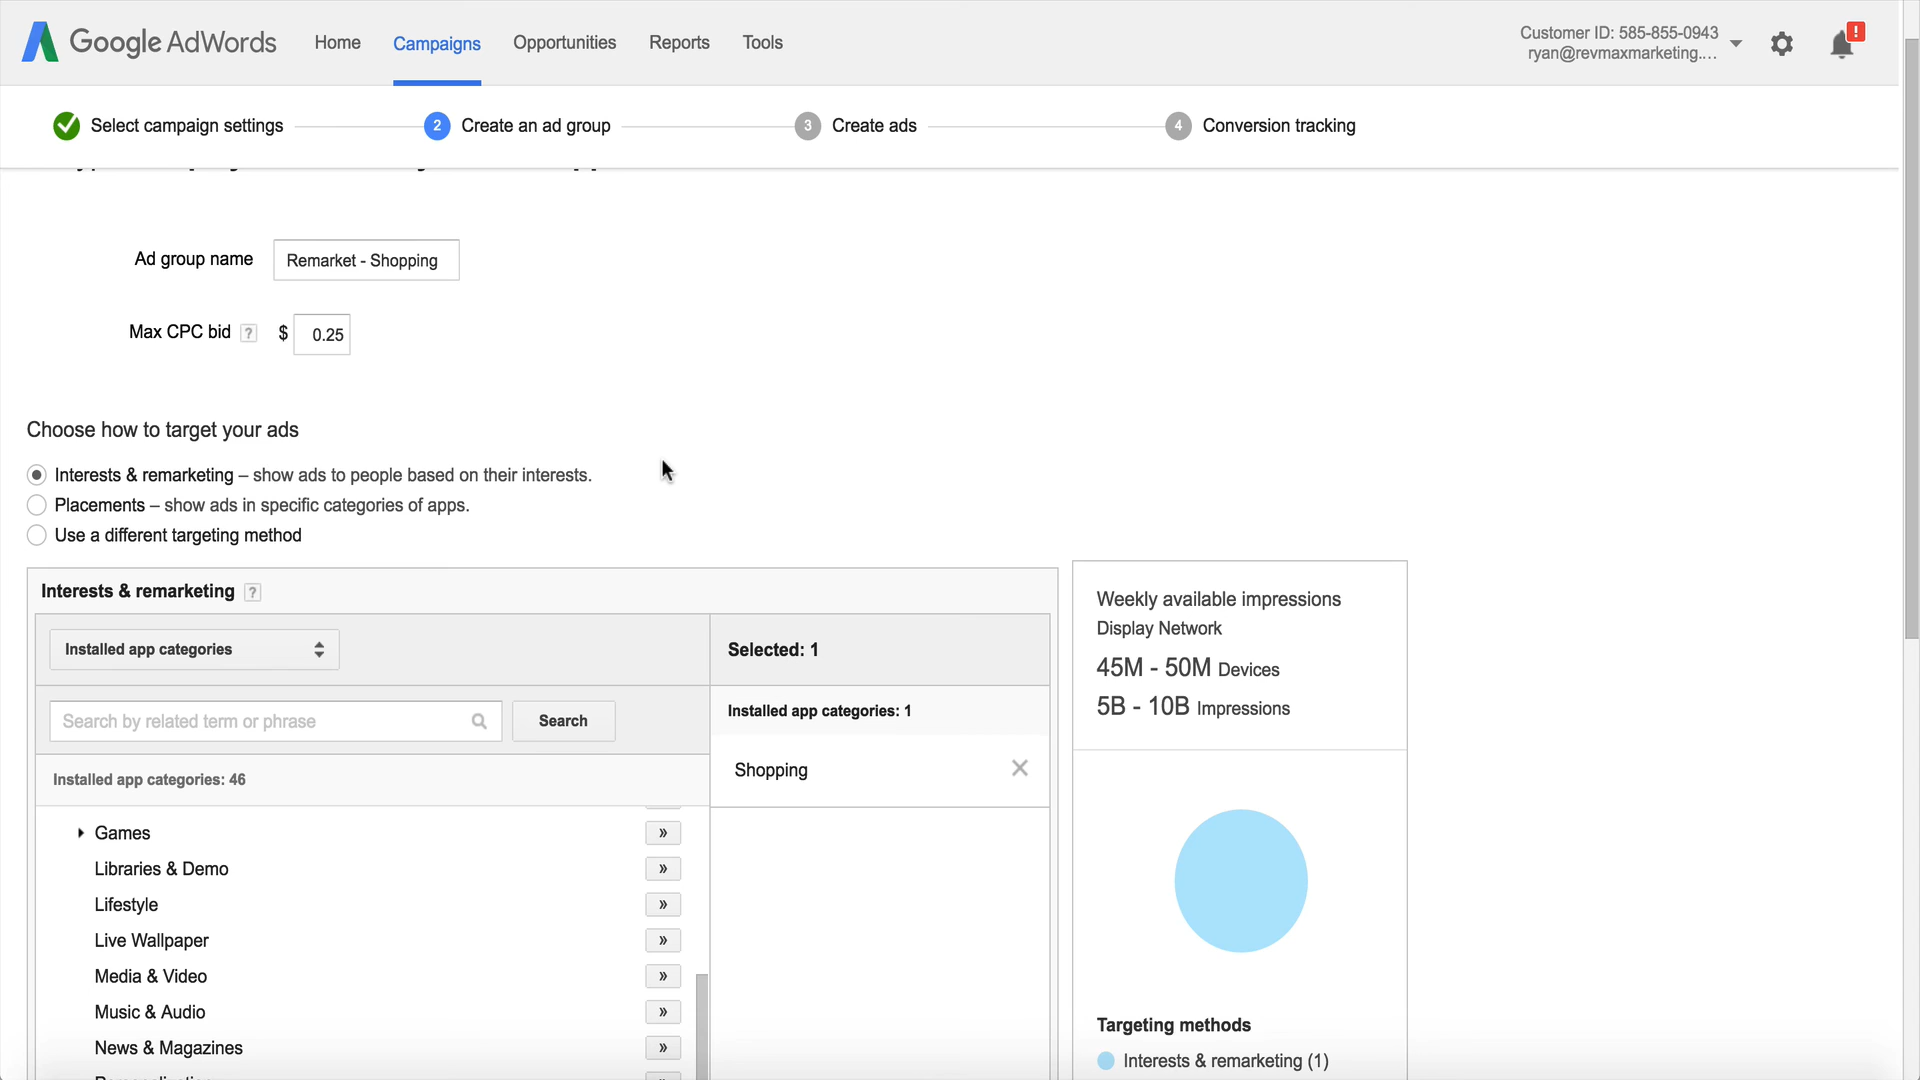 Google AdWords
Home
Campaigns
Opportunities
Reports
Tools
Customer ID: 585-855-0943
ryan@revmaxmarketing....
!
Select campaign settings
2 Create an ad group
3 Create ads
4 Conversion tracking
Ad group name
Remarket - Shopping
Max CPC bid ? $ 0.25
Choose how to target your ads
Interests & remarketing – show ads to people based on their interests.
Placements – show ads in specific categories of apps.
Use a different targeting method
Interests & remarketing ?
Installed app categories
Search by related term or phrase
Search
Installed app categories: 46
Games »
Libraries & Demo »
Lifestyle »
Live Wallpaper »
Media & Video »
Music & Audio »
News & Magazines »
Selected: 1
Installed app categories: 1
Shopping
Weekly available impressions
Display Network
45M - 50M Devices
5B - 10B Impressions
Targeting methods
Interests & remarketing (1)